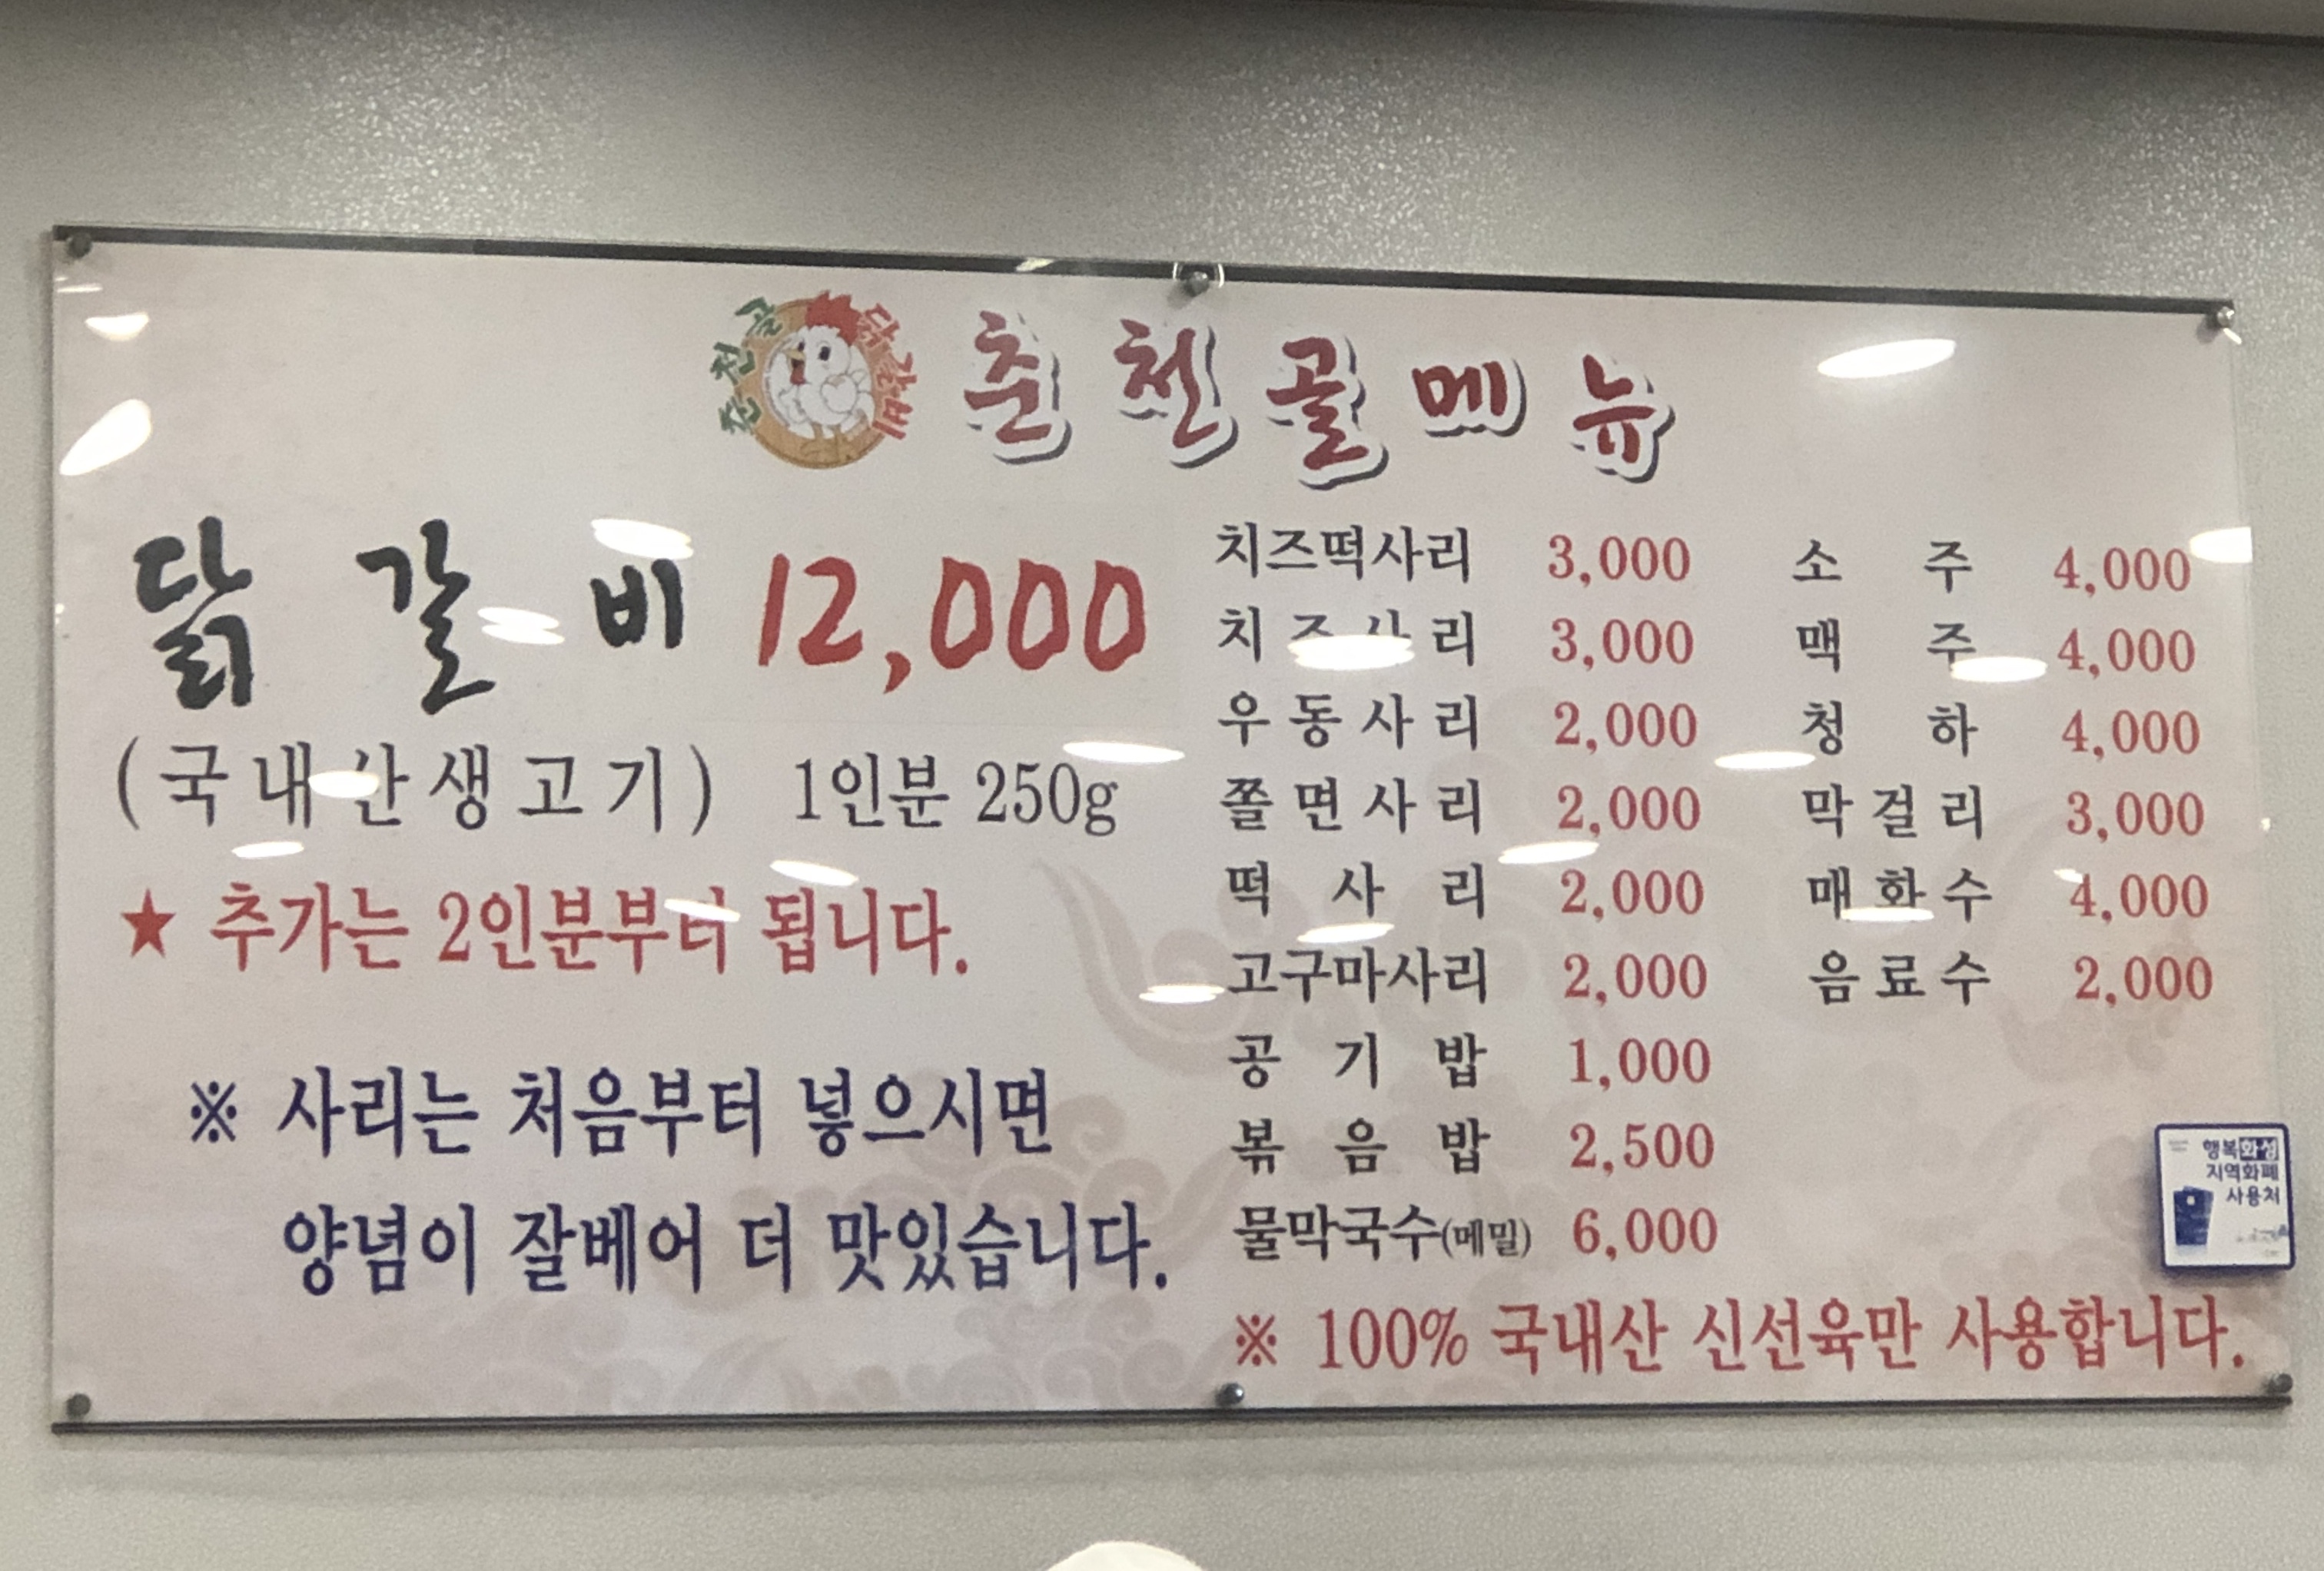 춘천골 닭갈비
춘천골메뉴
닭갈비 12,000
(국내산생고기) 1인분 250g
★ 추가는 2인분부터 됩니다.
※ 사리는 처음부터 넣으시면
양념이 잘베어 더 맛있습니다.
치즈떡사리 3,000
치즈사리 3,000
우동사리 2,000
쫄면사리 2,000
떡사리 2,000
고구마사리 2,000
공기밥 1,000
볶음밥 2,500
물막국수(메밀) 6,000
소주 4,000
맥주 4,000
청하 4,000
막걸리 3,000
매화수 4,000
음료수 2,000
※ 100% 국내산 신선육만 사용합니다.
행복화성
지역화폐
사용처